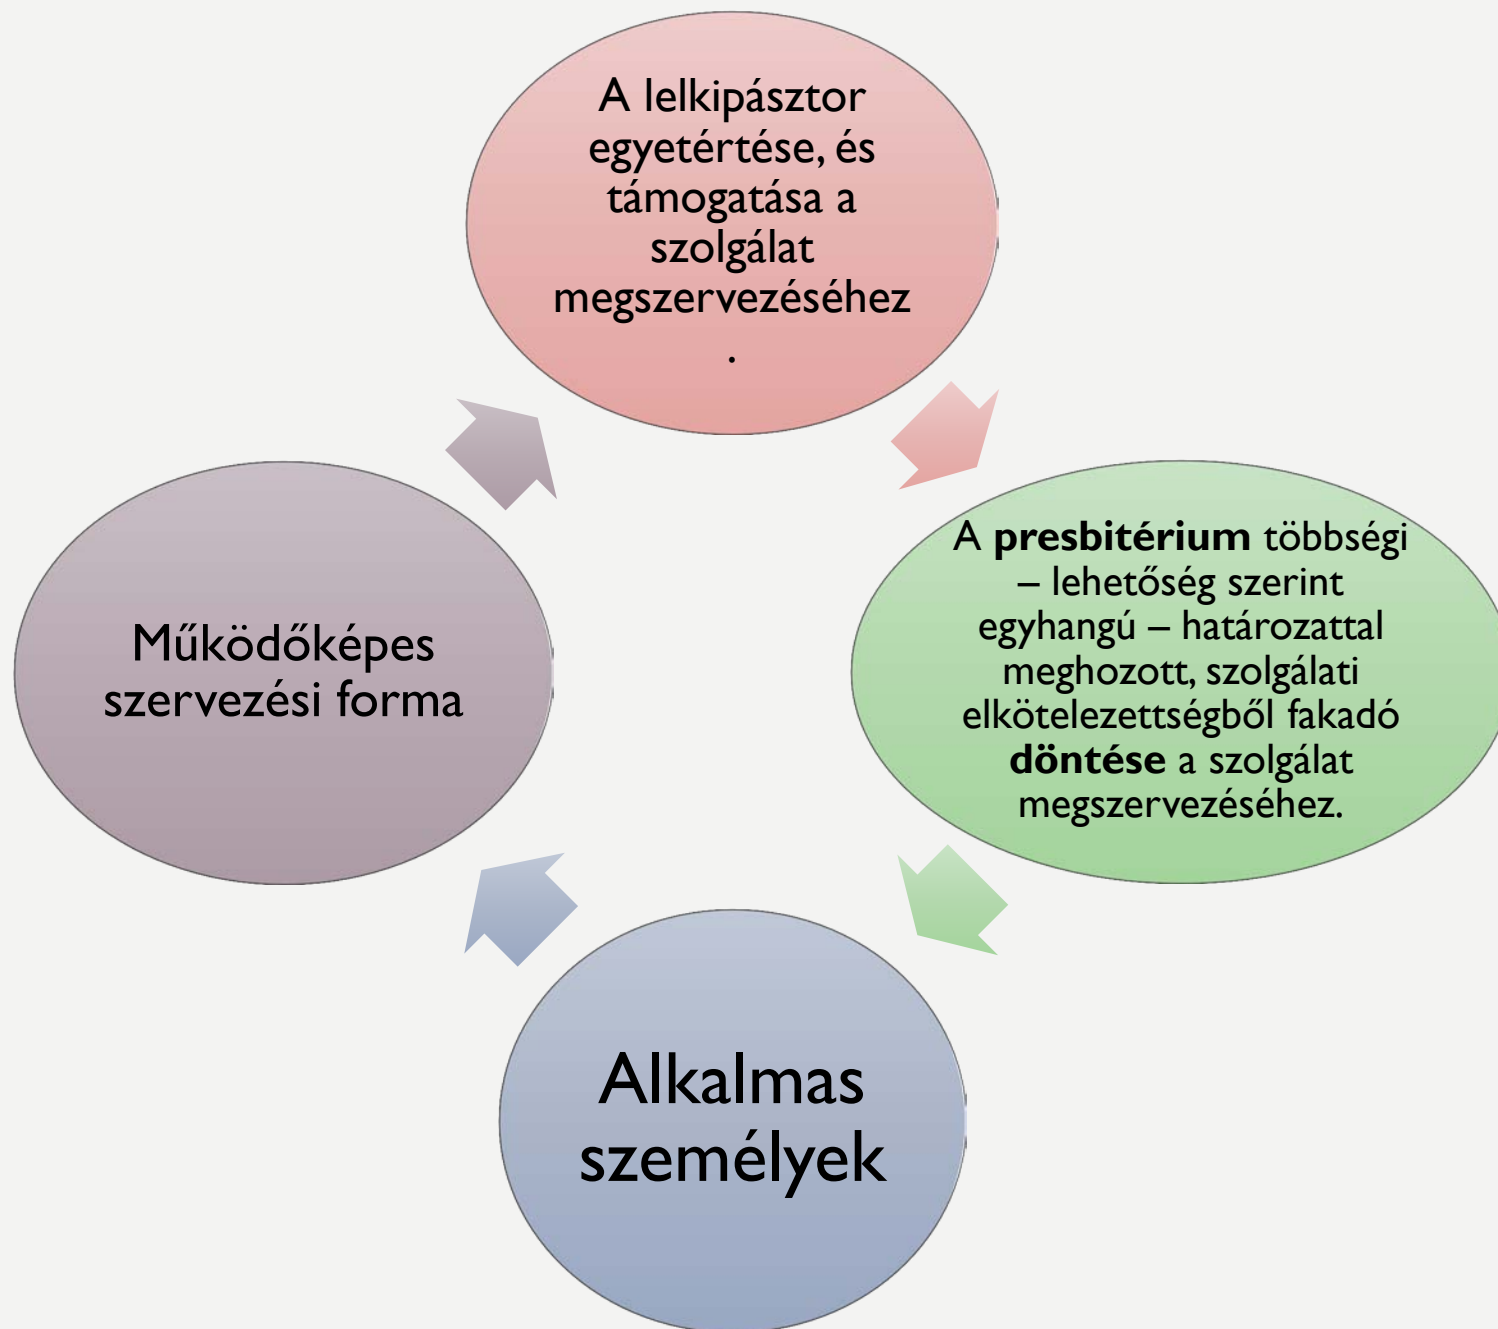 A lelkipásztor
egyetértése, és
támogatása a
szolgálat
megszervezéséhez
.
A presbitérium többségi
– lehetőség szerint
egyhangú – határozattal
meghozott, szolgálati
elkötelezettségből fakadó
döntése a szolgálat
megszervezéséhez.
Alkalmas
személyek
Működőképes
szervezési forma